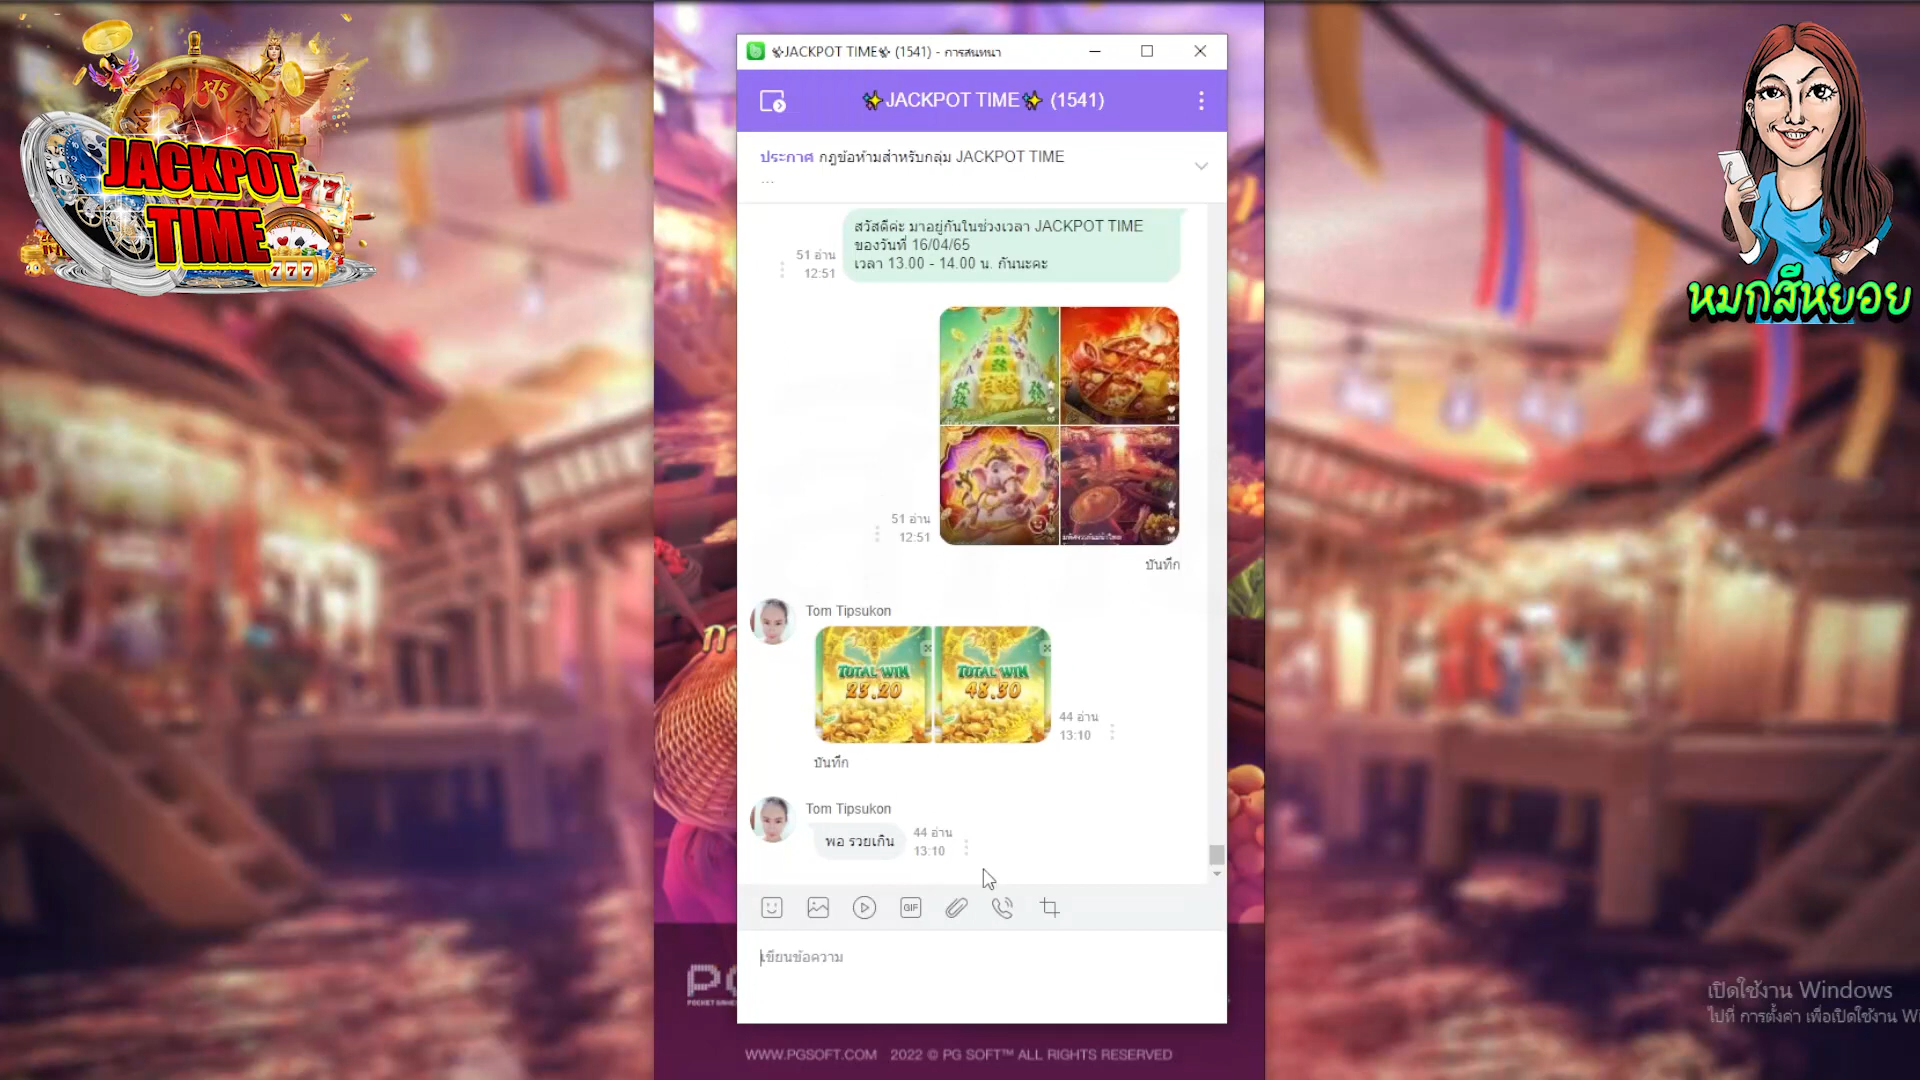 ✨JACKPOT TIME✨ (1541) - การสนทนา
✨JACKPOT TIME✨ (1541)
ประกาศ กฎข้อห้ามสำหรับกลุ่ม JACKPOT TIME
...
สวัสดีค่ะ มาอยู่กันในช่วงเวลา JACKPOT TIME
ของวันที่ 16/04/65
เวลา 13.00 - 14.00 น. กันนะคะ
51 อ่าน
12:51
51 อ่าน
12:51
บันทึก
Tom Tipsukon
TOTAL WIN
23.20
TOTAL WIN
48.30
44 อ่าน
13:10
บันทึก
Tom Tipsukon
พอ รวยเกิน
44 อ่าน
13:10
GIF
เขียนข้อความ
WWW.PGSOFT.COM 2022 © PG SOFT™ ALL RIGHTS RESERVED
JACKPOT
TIME
x15
77
777
หมกสีหยอย
เปิดใช้งาน Windows
ไปที่ การตั้งค่า เพื่อเปิดใช้งาน Wi